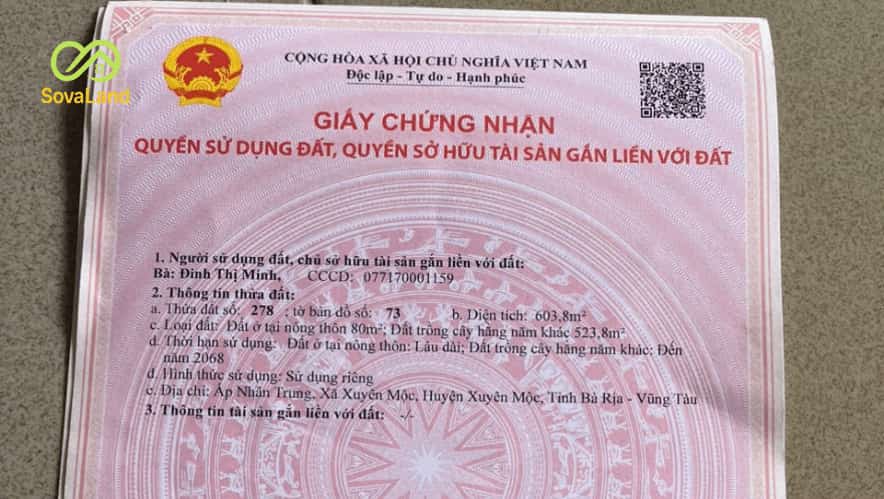 SovaLand
CỘNG HÒA XÃ HỘI CHỦ NGHĨA VIỆT NAM
Độc lập - Tự do - Hạnh phúc
GIẤY CHỨNG NHẬN
QUYỀN SỬ DỤNG ĐẤT, QUYỀN SỞ HỮU TÀI SẢN GẮN LIỀN VỚI ĐẤT
1. Người sử dụng đất, chủ sở hữu tài sản gắn liền với đất:
Bà: Đinh Thị Minh, CCCD: 077170001159
2. Thông tin thửa đất:
a. Thửa đất số: 278 ; tờ bản đồ số: 73 b. Diện tích: 603,8m²
c. Loại đất: Đất ở tại nông thôn 80m²; Đất trồng cây hằng năm khác 523,8m²
d. Thời hạn sử dụng: Đất ở tại nông thôn: Lâu dài; Đất trồng cây hằng năm khác: Đến
năm 2068
đ. Hình thức sử dụng: Sử dụng riêng
e. Địa chỉ: Ấp Nhân Trung, Xã Xuyên Mộc, Huyện Xuyên Mộc, Tỉnh Bà Rịa - Vũng Tàu
3. Thông tin tài sản gắn liền với đất: -/-